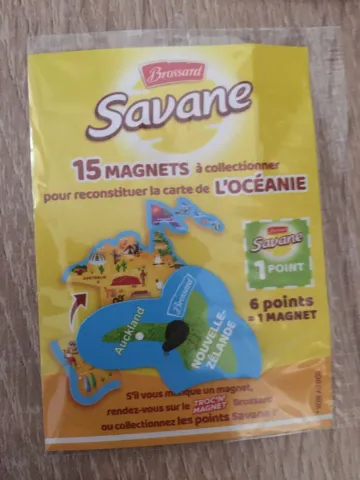 Brossard
Savane
15 MAGNETS à collectionner
pour reconstituer la carte de L'OCÉANIE
Brossard
Savane
1 POINT
6 points
= 1 MAGNET
AUSTRALIE
Brossard
Auckland
NOUVELLE-
ZÉLANDE
S'il vous manque un magnet,
rendez-vous sur le TROC'N' MAGNET Brossard
ou collectionnez les points Savane !